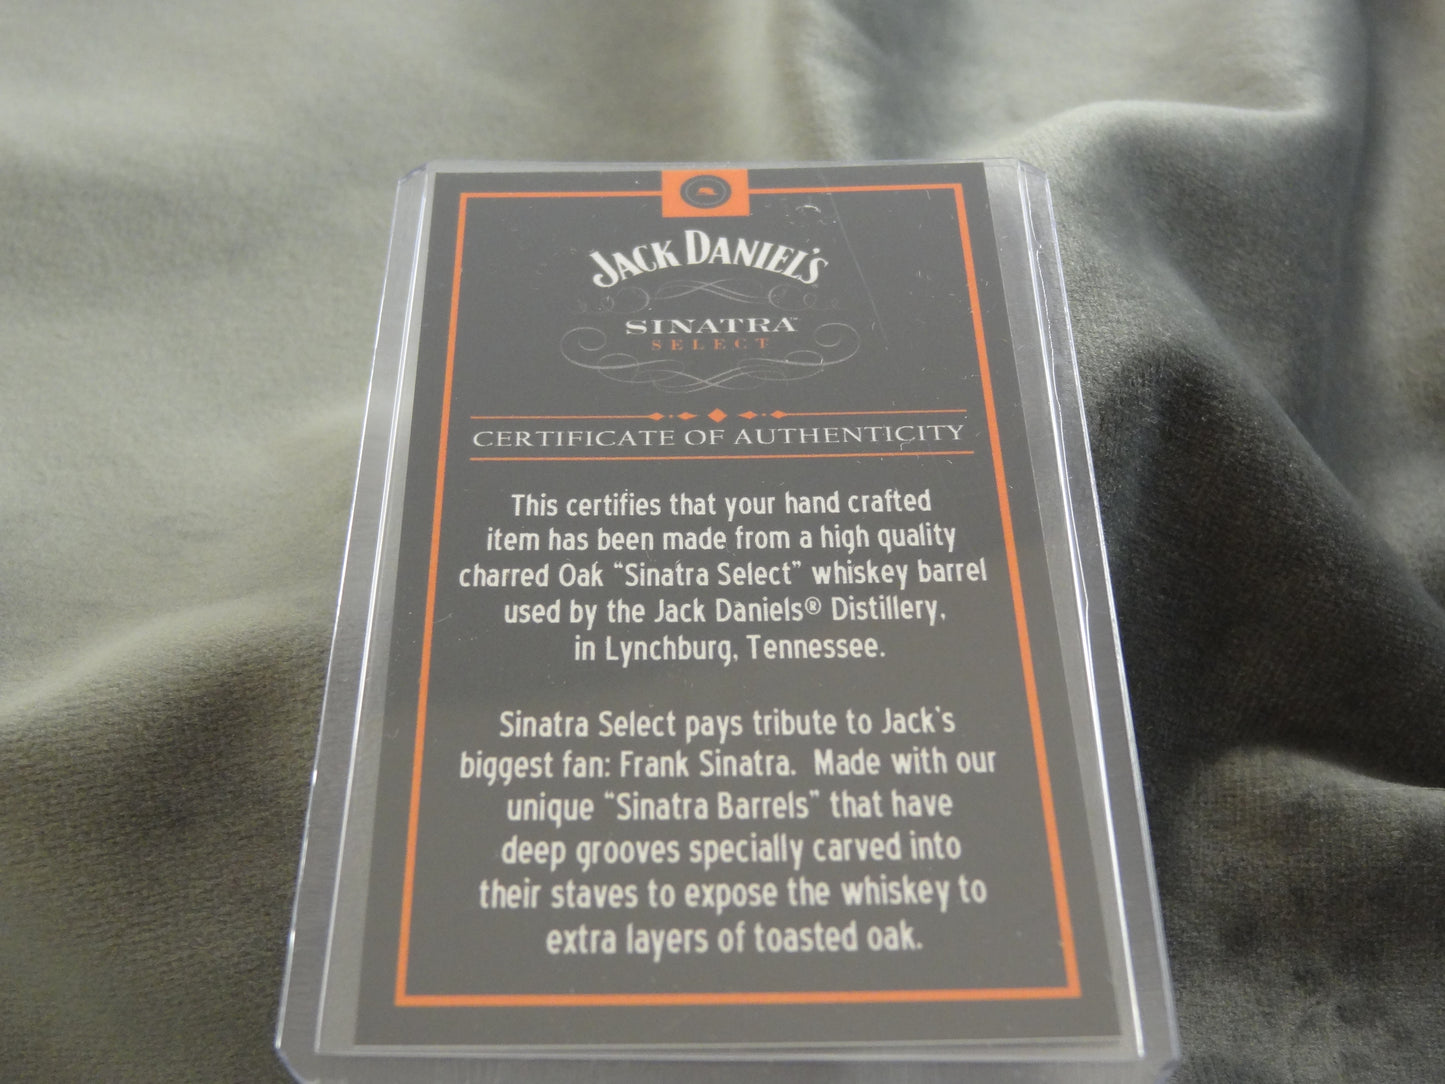 JACK DANIEL'S
SINATRA™
SELECT
CERTIFICATE OF AUTHENTICITY
This certifies that your hand crafted
item has been made from a high quality
charred Oak “Sinatra Select” whiskey barrel
used by the Jack Daniels® Distillery,
in Lynchburg, Tennessee.
Sinatra Select pays tribute to Jack's
biggest fan: Frank Sinatra. Made with our
unique “Sinatra Barrels” that have
deep grooves specially carved into
their staves to expose the whiskey to
extra layers of toasted oak.